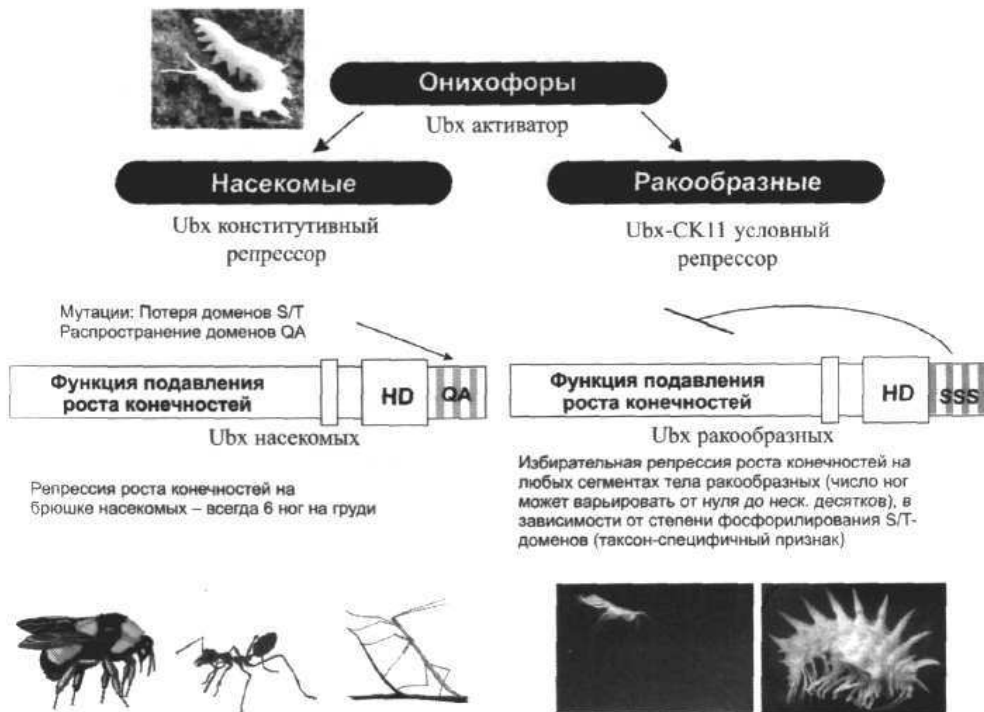 Онихофоры
Ubx активатор
Насекомые
Ракообразные
Ubx конститутивный
репрессор
Ubx-CK11 условный
репрессор
Мутации: Потеря доменов S/T
Распространение доменов QA
Функция подавления
роста конечностей
HD
QA
Функция подавления
роста конечностей
HD
SSS
Ubx насекомых
Ubx ракообразных
Репрессия роста конечностей на
брюшке насекомых – всегда 6 ног на груди
Избирательная репрессия роста конечностей на
любых сегментах тела ракообразных (число ног
может варьировать от нуля до неск. десятков), в
зависимости от степени фосфорилирования S/T-
доменов (таксон-специфичный признак)